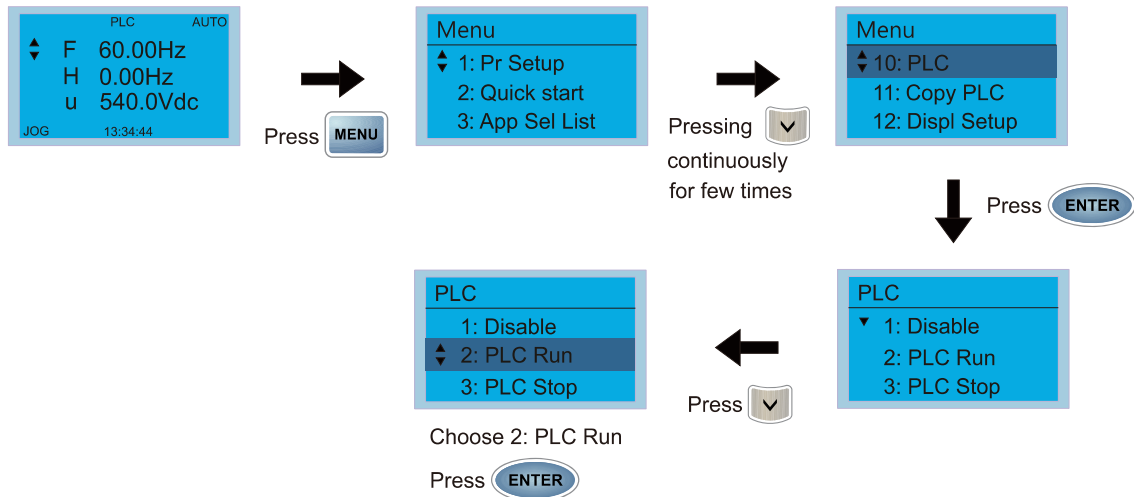 PLC AUTO
F 60.00Hz
H 0.00Hz
u 540.0Vdc
JOG 13:34:44
Press MENU
Menu
1: Pr Setup
2: Quick start
3: App Sel List
Pressing
continuously
for few times
Menu
10: PLC
11: Copy PLC
12: Displ Setup
Press ENTER
PLC
1: Disable
2: PLC Run
3: PLC Stop
Press
PLC
1: Disable
2: PLC Run
3: PLC Stop
Choose 2: PLC Run
Press ENTER